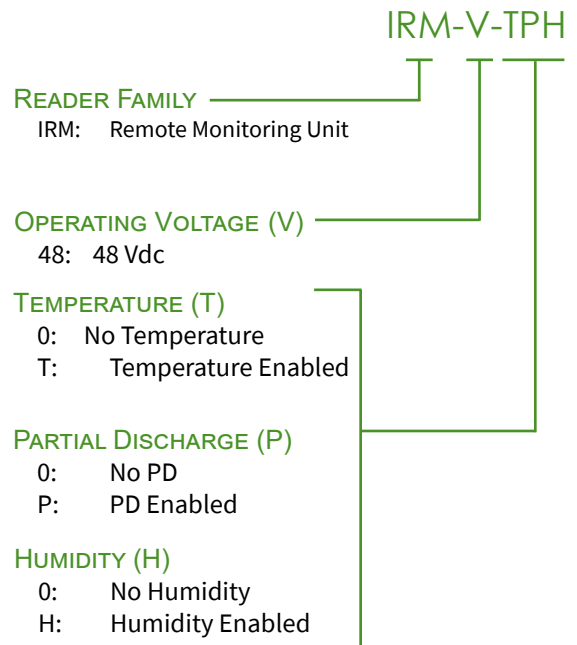 IRM-V-TPH
READER FAMILY
IRM: Remote Monitoring Unit
OPERATING VOLTAGE (V)
48: 48 Vdc
TEMPERATURE (T)
0: No Temperature
T: Temperature Enabled
PARTIAL DISCHARGE (P)
0: No PD
P: PD Enabled
HUMIDITY (H)
0: No Humidity
H: Humidity Enabled